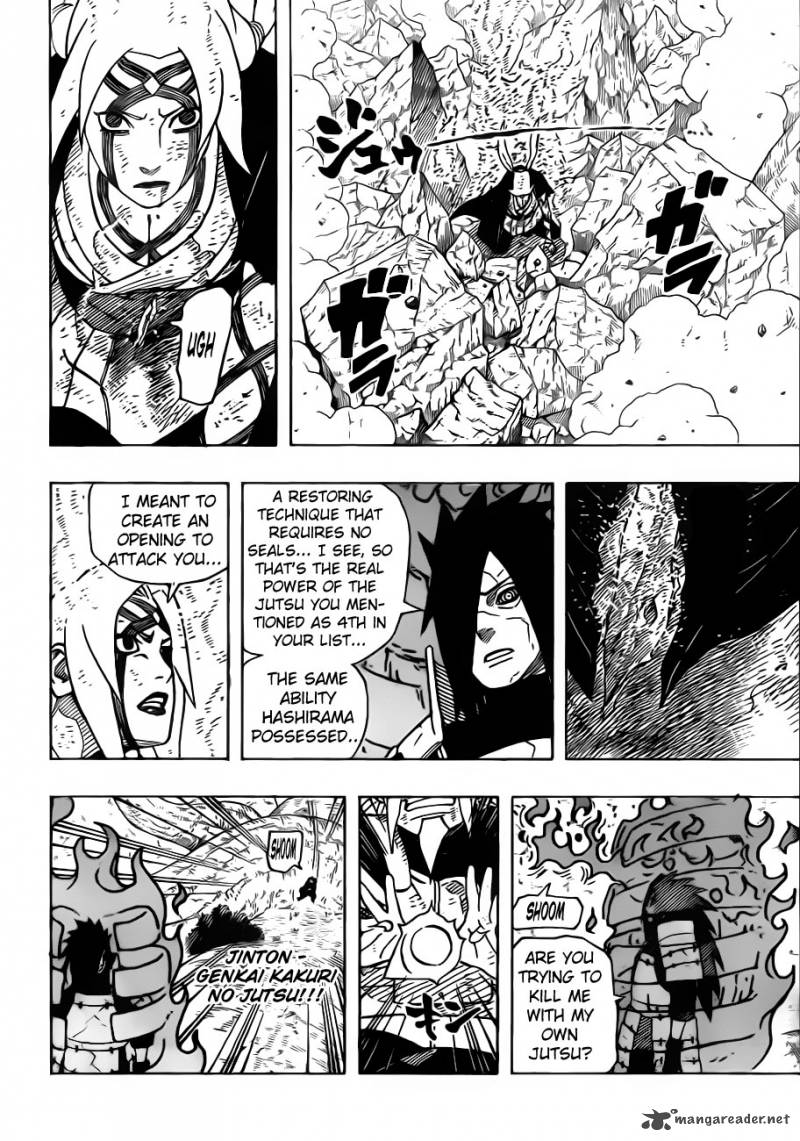 UGH
ジュゥ
ガラ
ガラ
I MEANT TO
CREATE AN
OPENING TO
ATTACK YOU...
A RESTORING
TECHNIQUE THAT
REQUIRES NO
SEALS... I SEE, SO
THAT'S THE REAL
POWER OF THE
JUTSU YOU MEN-
TIONED AS 4TH IN
YOUR LIST...
THE SAME
ABILITY
HASHIRAMA
POSSESSED..
SHOOM
JINTON -
GENKAI KAKURI
NO JUTSU!!!
ギン
SHOOM
ARE YOU
TRYING TO
KILL ME
WITH MY
OWN
JUTSU?
mangareader.net